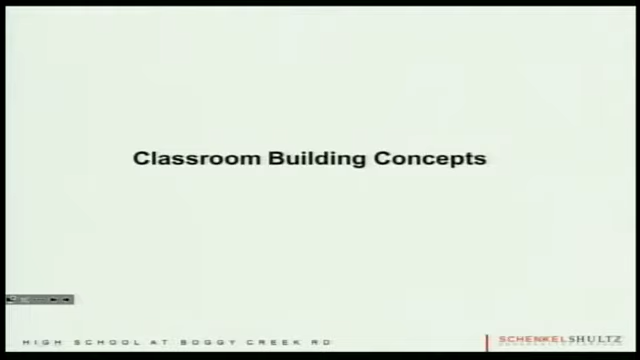 Classroom Building Concepts
HIGH SCHOOL AT BOGGY CREEK RD
SCHENKELSHULTZ